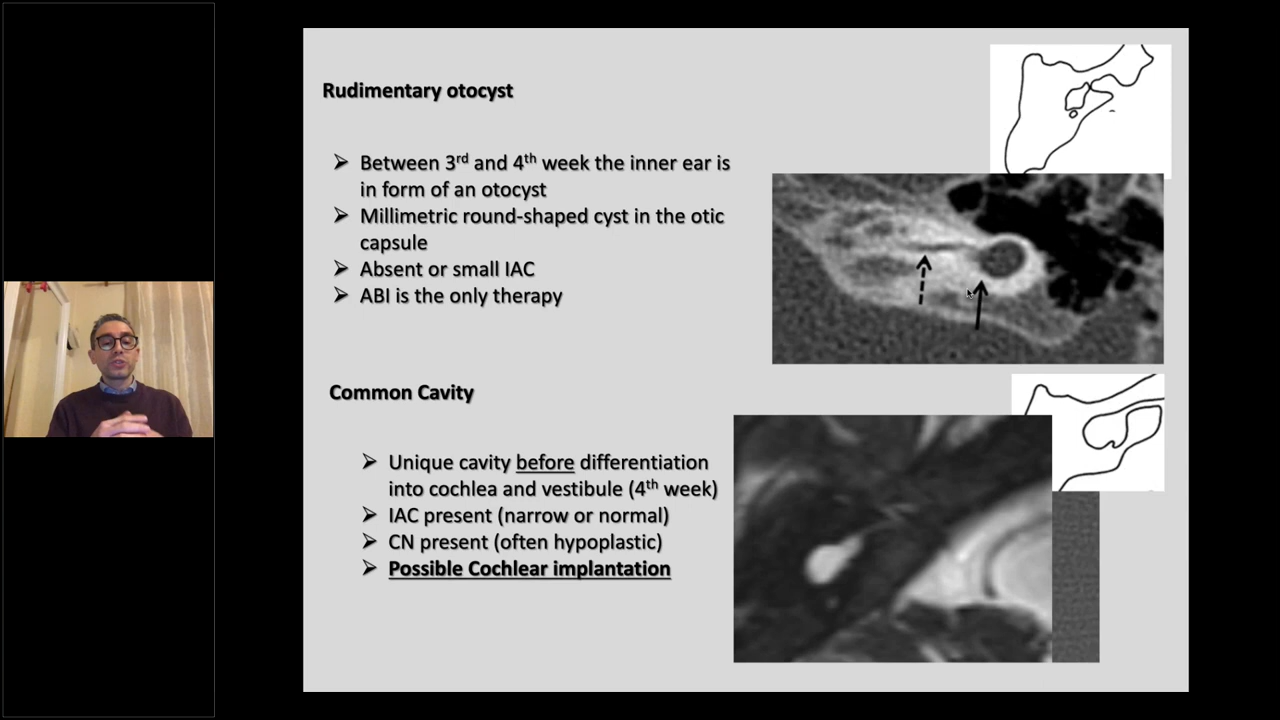 Rudimentary otocyst
➢ Between 3rd and 4th week the inner ear is
in form of an otocyst
➢ Millimetric round-shaped cyst in the otic
capsule
➢ Absent or small IAC
➢ ABI is the only therapy
Common Cavity
➢ Unique cavity before differentiation
into cochlea and vestibule (4th week)
➢ IAC present (narrow or normal)
➢ CN present (often hypoplastic)
➢ Possible Cochlear implantation